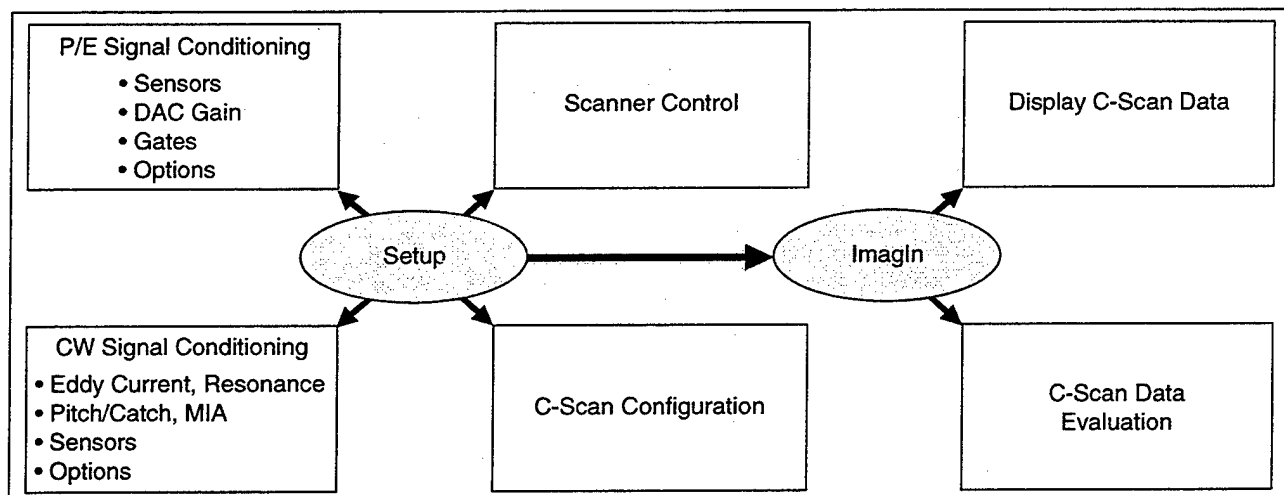 P/E Signal Conditioning
• Sensors
• DAC Gain
• Gates
• Options
Scanner Control
Display C-Scan Data
Setup
ImagIn
CW Signal Conditioning
• Eddy Current, Resonance
• Pitch/Catch, MIA
• Sensors
• Options
C-Scan Configuration
C-Scan Data
Evaluation